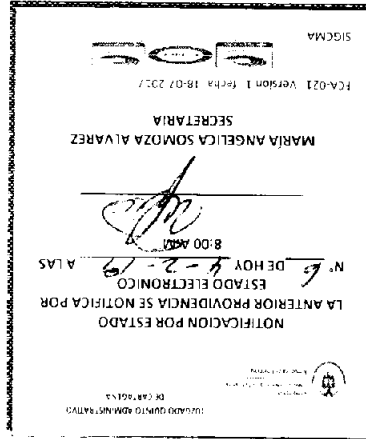 JUZGADO QUINTO ADMINISTRATIVO
DE CARTAGENA
NOTIFICACION POR ESTADO
LA ANTERIOR PROVIDENCIA SE NOTIFICA POR
ESTADO ELECTRONICO
N° 6 DE HOY 4-2-19 A LAS
8:00 AM
MARÍA ANGELICA SOMOZA ALVAREZ
SECRETARIA
FCA-021 Version 1 fecha 18-07-2017
SIGCMA